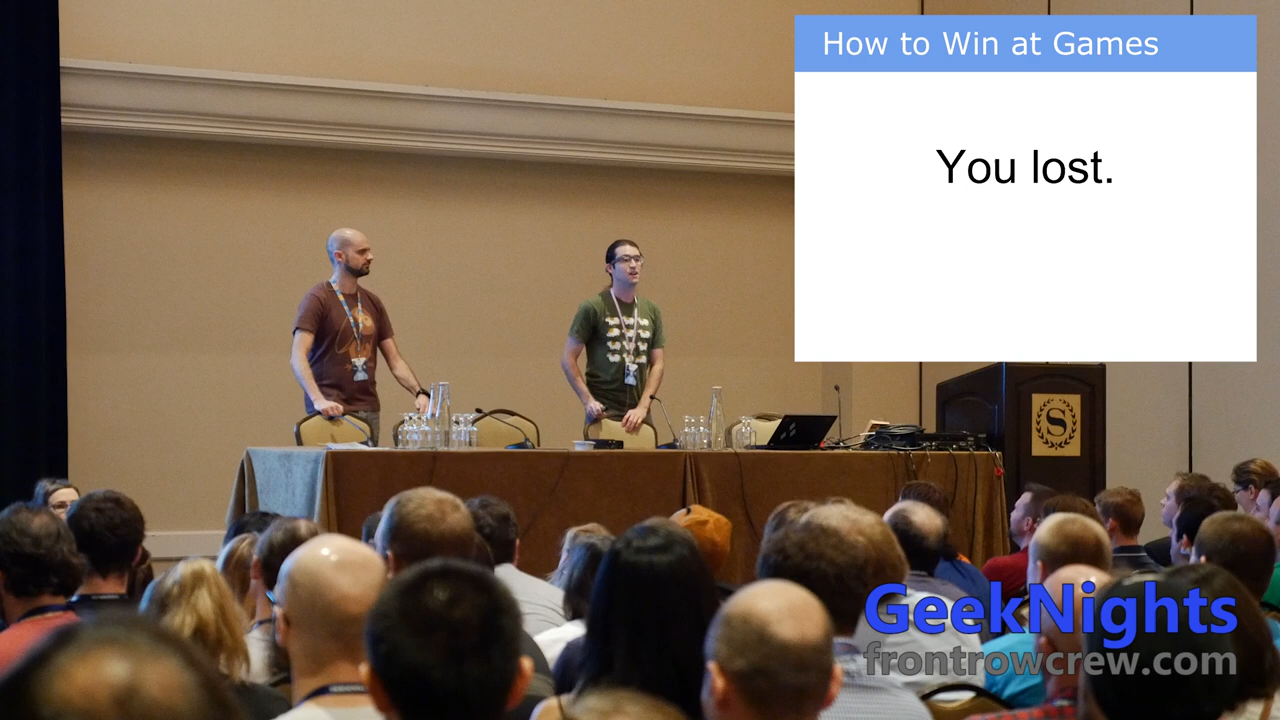 How to Win at Games
You lost.
S
GeekNights
frontrowcrew.com